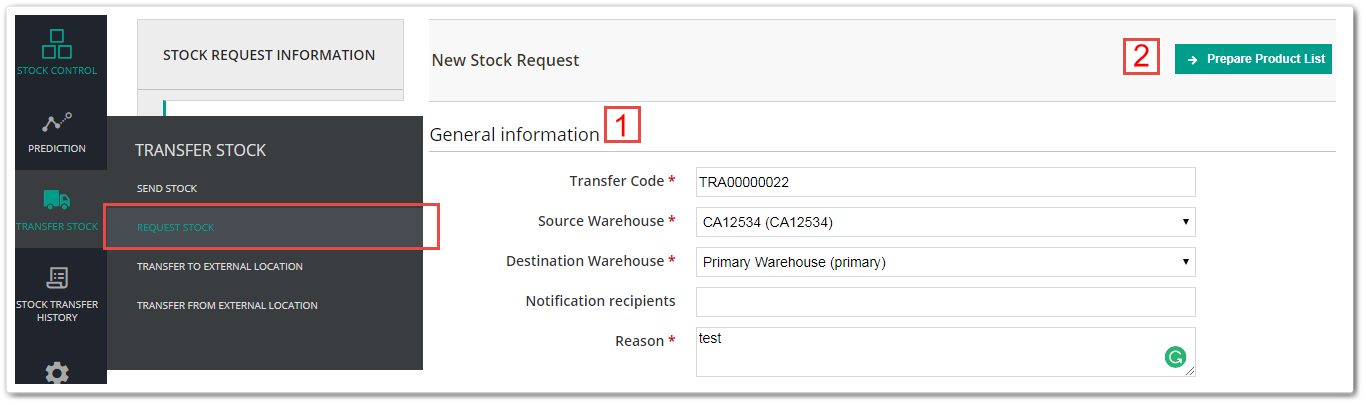 STOCK CONTROL
PREDICTION
TRANSFER STOCK
STOCK TRANSFER
HISTORY
STOCK REQUEST INFORMATION
TRANSFER STOCK
SEND STOCK
REQUEST STOCK
TRANSFER TO EXTERNAL LOCATION
TRANSFER FROM EXTERNAL LOCATION
New Stock Request
2
Prepare Product List
General information 1
Transfer Code * TRA00000022
Source Warehouse * CA12534 (CA12534)
Destination Warehouse * Primary Warehouse (primary)
Notification recipients
Reason * test